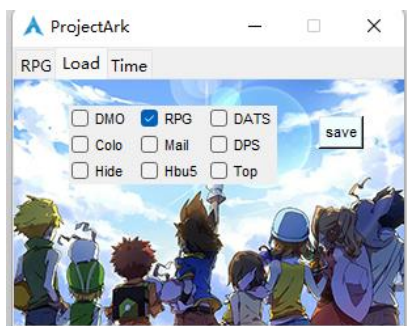 ProjectArk
RPG Load Time
DMO RPG DATS
save
Colo Mail DPS
Hide Hbu5 Top